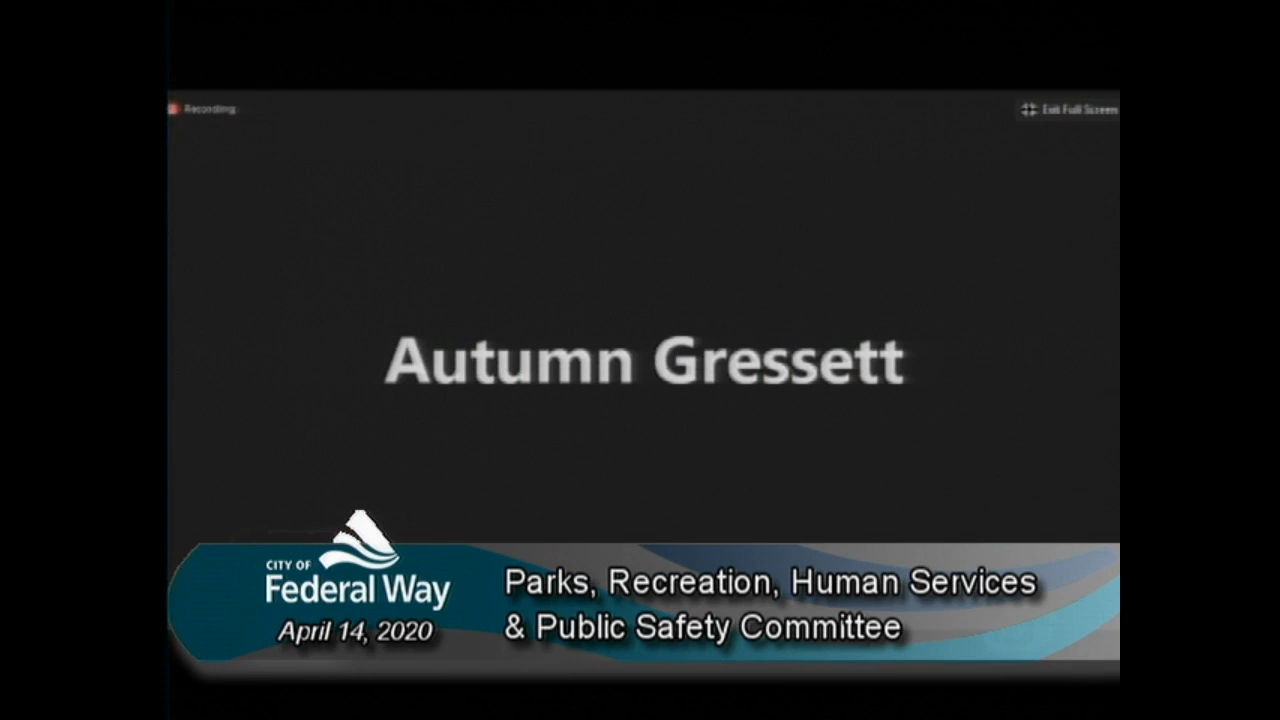 Recording
Exit Full Screen
Autumn Gressett
CITY OF
Federal Way
April 14, 2020
Parks, Recreation, Human Services
& Public Safety Committee